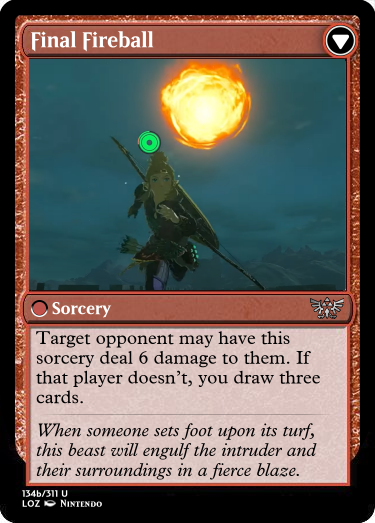 Final Fireball
Sorcery
Target opponent may have this
sorcery deal 6 damage to them. If
that player doesn't, you draw three
cards.
When someone sets foot upon its turf,
this beast will engulf the intruder and
their surroundings in a fierce blaze.
134b/311 U
LOZ Nintendo